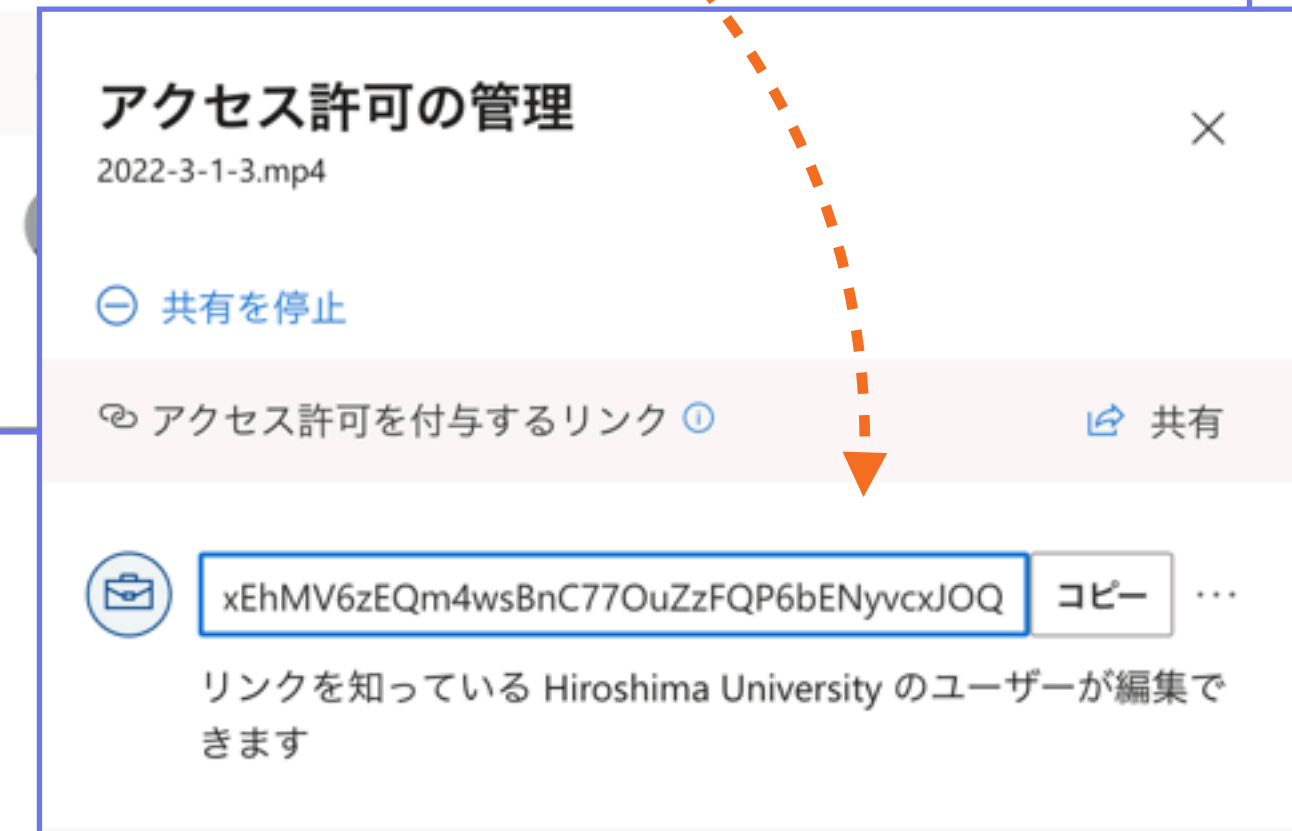 アクセス許可の管理
2022-3-1-3.mp4
共有を停止
アクセス許可を付与するリンク
共有
xEhMV6zEQm4wsBnC77OuZzFQP6bENyvcxJOQ
コピー
リンクを知っている Hiroshima University のユーザーが編集で
きます